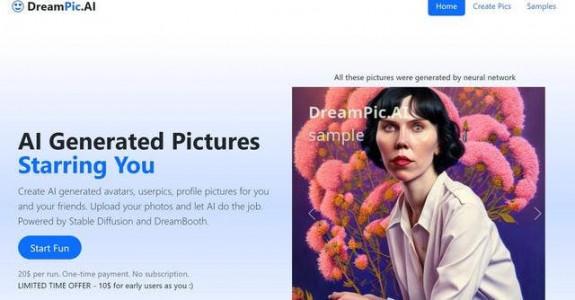 DreamPic.AI
Home
Create Pics
Samples
All these pictures were generated by neural network
DreamPic.AI
sample
AI Generated Pictures
Starring You
Create AI generated avatars, userpics, profile pictures for you
and your friends. Upload your photos and let AI do the job.
Powered by Stable Diffusion and DreamBooth.
Start Fun
20$ per run. One-time payment. No subscription.
LIMITED TIME OFFER - 10$ for early users as you :)